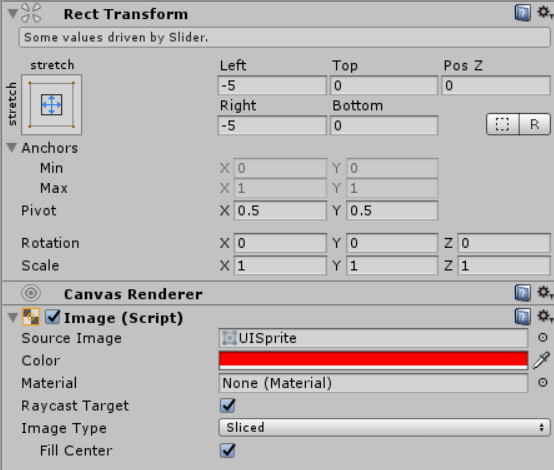 Rect Transform
Some values driven by Slider.
stretch
stretch
Left Top Pos Z
-5 0 0
Right Bottom
-5 0 R
Anchors
Min X 0 Y 0
Max X 1 Y 1
Pivot X 0.5 Y 0.5
Rotation X 0 Y 0 Z 0
Scale X 1 Y 1 Z 1
Canvas Renderer
Image (Script)
Source Image UISprite
Color
Material None (Material)
Raycast Target
Image Type Sliced
Fill Center